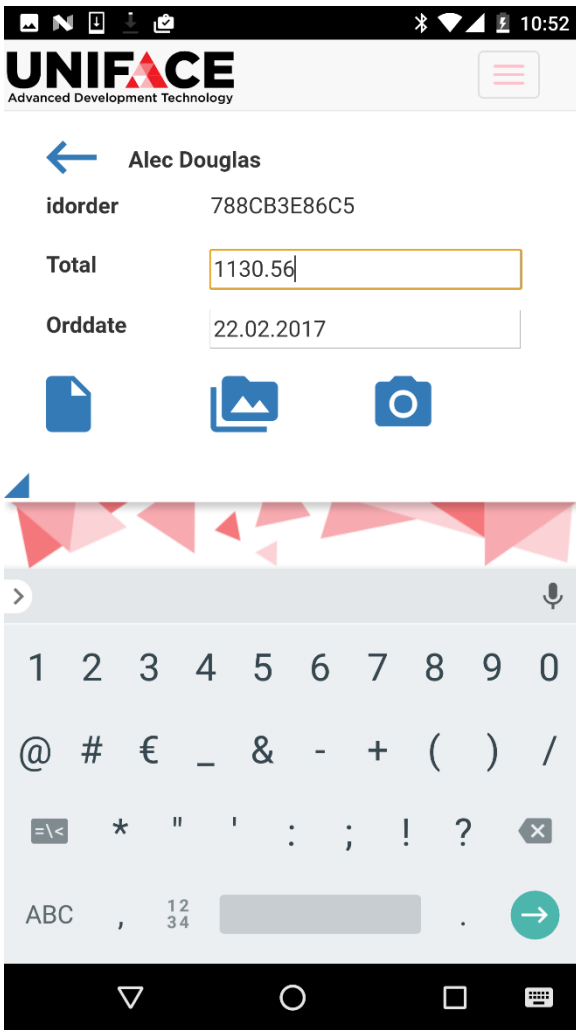 10:52
UNIFACE
Advanced Development Technology
Alec Douglas
idorder 788CB3E86C5
Total 1130.56
Orddate 22.02.2017
1 2 3 4 5 6 7 8 9 0
@ # € _ & - + ( ) /
=\< * " ' : ; ! ?
ABC , 12 34 .